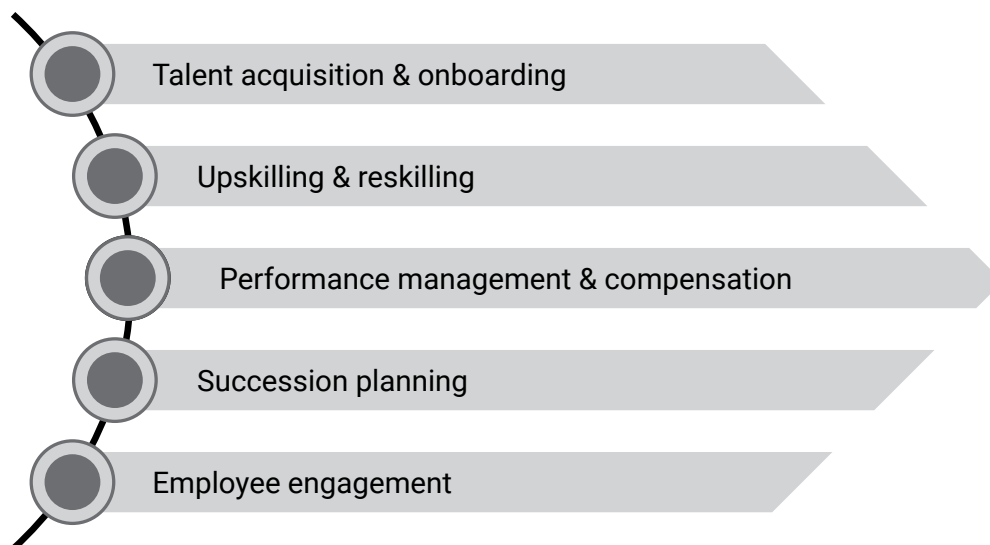 Talent acquisition & onboarding
Upskilling & reskilling
Performance management & compensation
Succession planning
Employee engagement